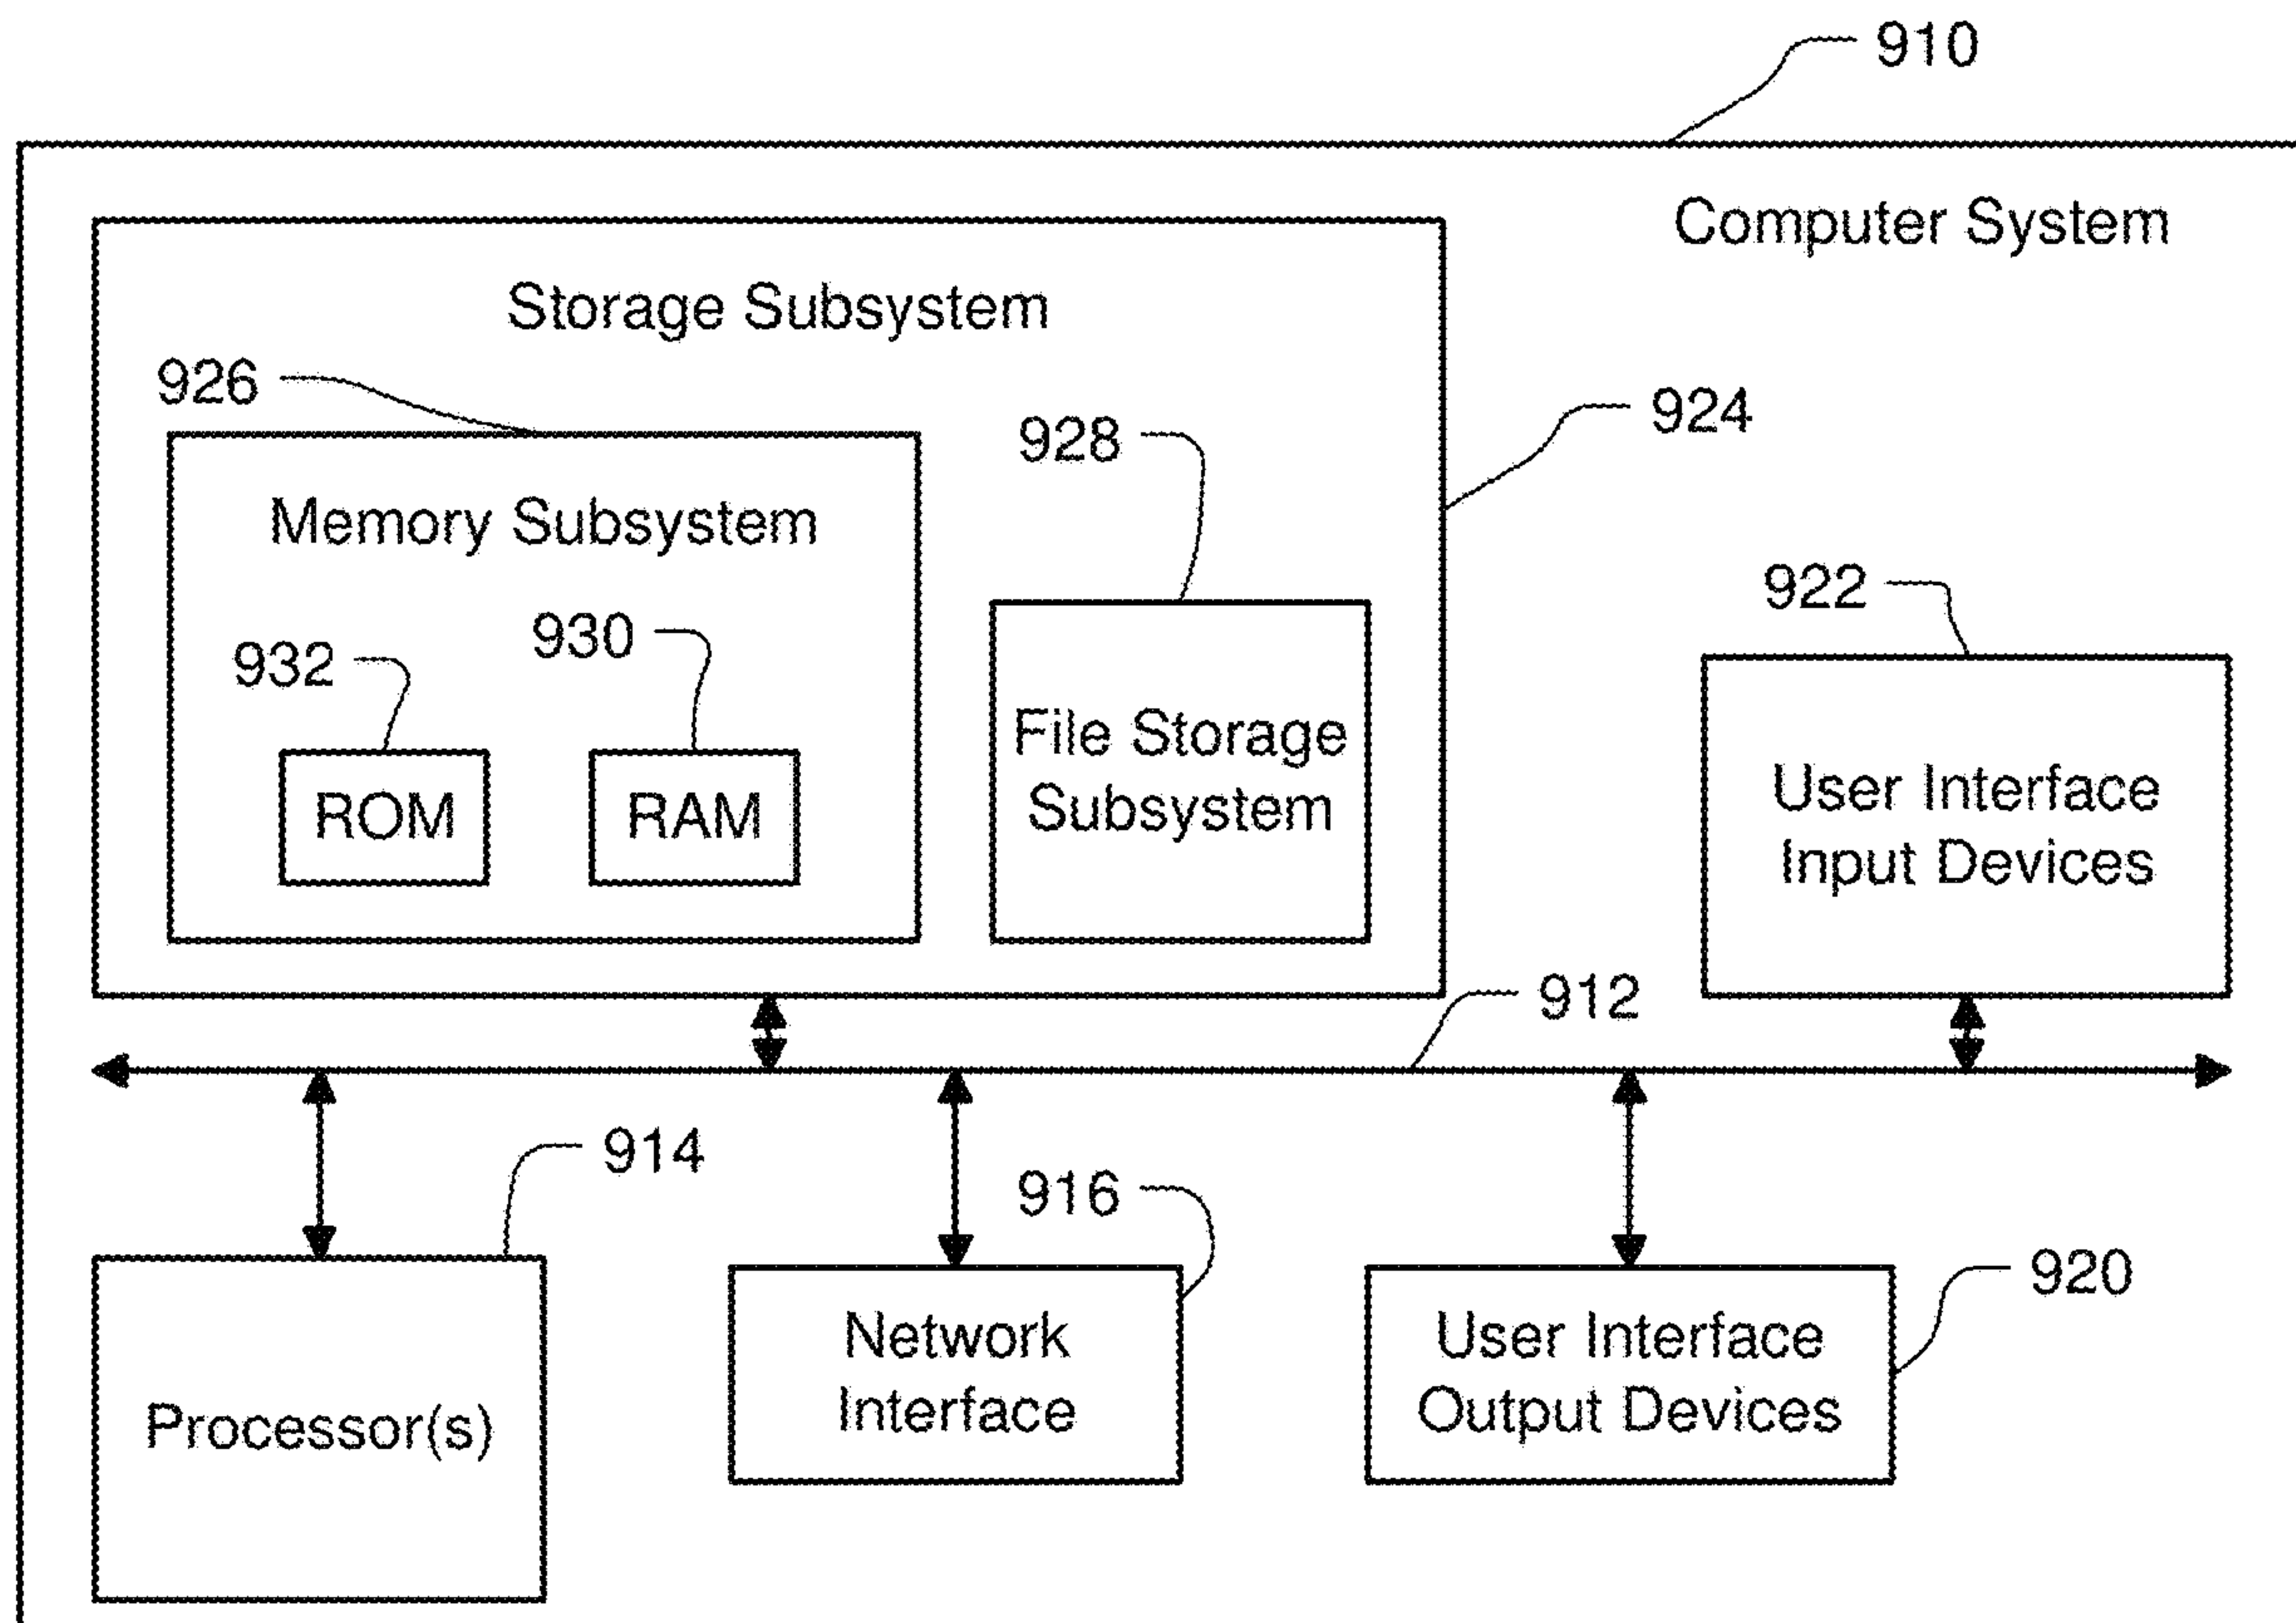 910
Computer System
Storage Subsystem
926
924
928
Memory Subsystem
922
930
932
File Storage
Subsystem
ROM
RAM
User Interface
Input Devices
912
914
916
920
Processor(s)
Network
Interface
User Interface
Output Devices